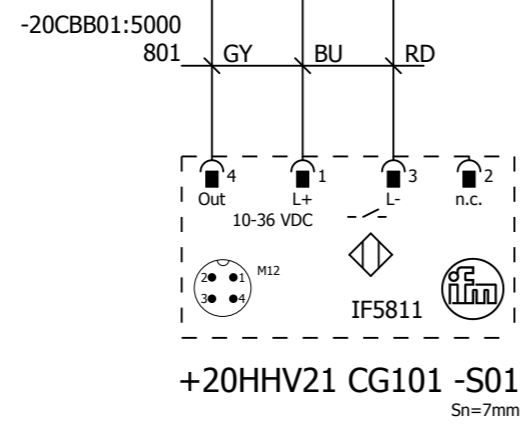 -20CBB01:5000
801 GY BU RD
4 1 3 2
Out L+ L- n.c.
10-36 VDC
M12
2 1
3 4
ifm
IF5811
+20HHV21 CG101 -S01
Sn=7mm